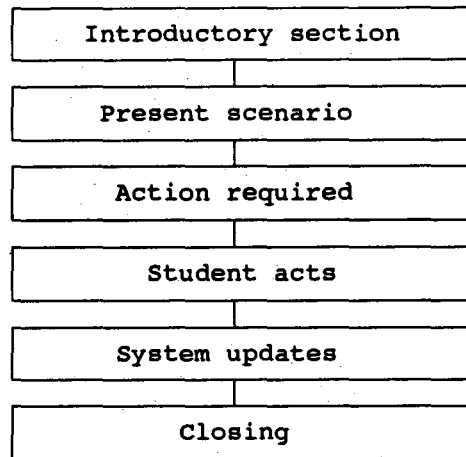 Introductory section
Present scenario
Action required
Student acts
System updates
Closing